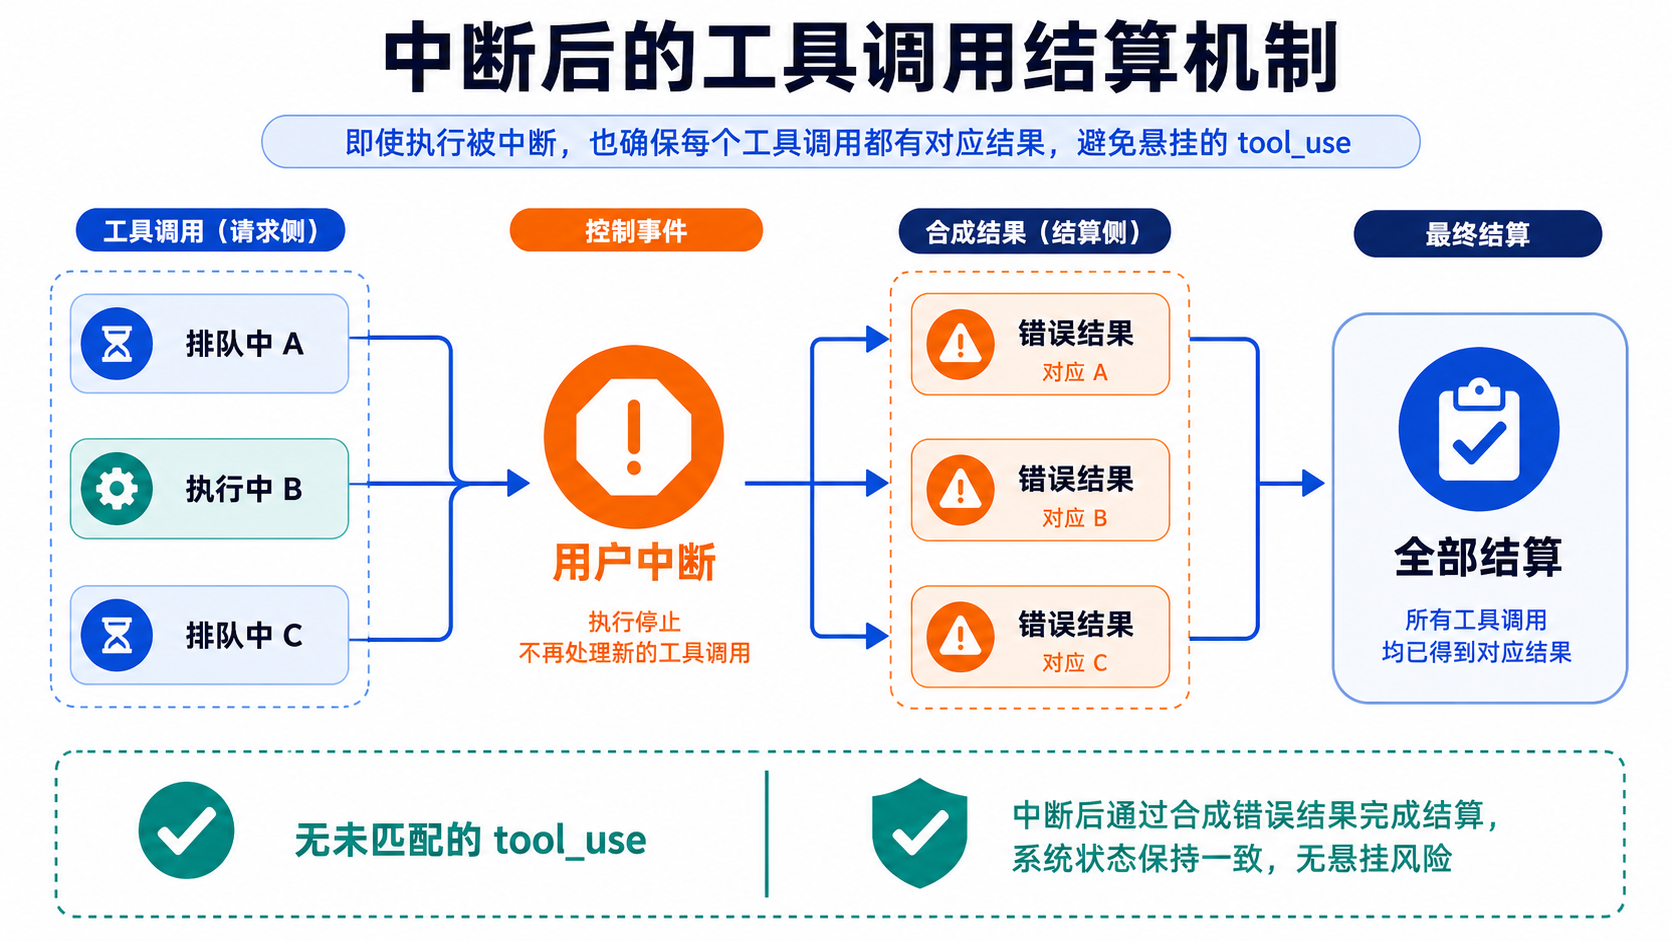 中断后的工具调用结算机制
即使执行被中断，也确保每个工具调用都有对应结果，避免悬挂的 tool_use
工具调用（请求侧）
排队中 A
执行中 B
排队中 C
控制事件
用户中断
执行停止
不再处理新的工具调用
合成结果（结算侧）
错误结果
对应 A
错误结果
对应 B
错误结果
对应 C
最终结算
全部结算
所有工具调用
均已得到对应结果
无未匹配的 tool_use
中断后通过合成错误结果完成结算，
系统状态保持一致，无悬挂风险